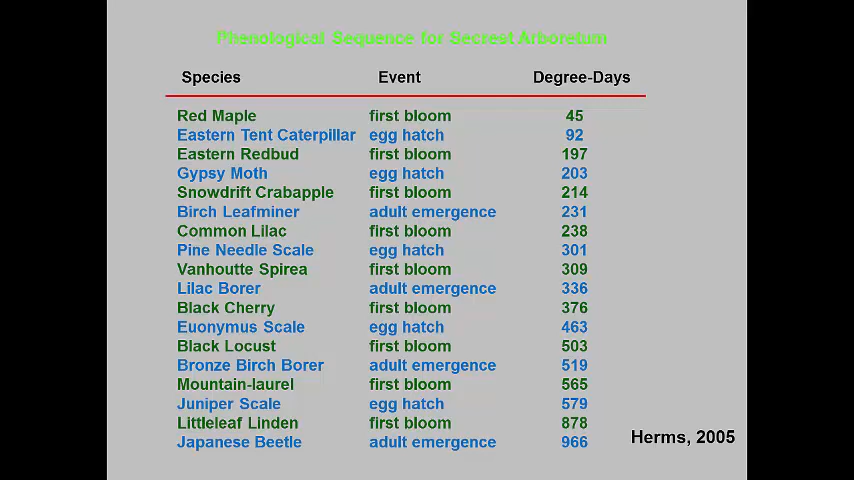 Phenological Sequence for Secrest Arboretum
Species Event Degree-Days
Red Maple first bloom 45
Eastern Tent Caterpillar egg hatch 92
Eastern Redbud first bloom 197
Gypsy Moth egg hatch 203
Snowdrift Crabapple first bloom 214
Birch Leafminer adult emergence 231
Common Lilac first bloom 238
Pine Needle Scale egg hatch 301
Vanhoutte Spirea first bloom 309
Lilac Borer adult emergence 336
Black Cherry first bloom 376
Euonymus Scale egg hatch 463
Black Locust first bloom 503
Bronze Birch Borer adult emergence 519
Mountain-laurel first bloom 565
Juniper Scale egg hatch 579
Littleleaf Linden first bloom 878
Japanese Beetle adult emergence 966
Herms, 2005